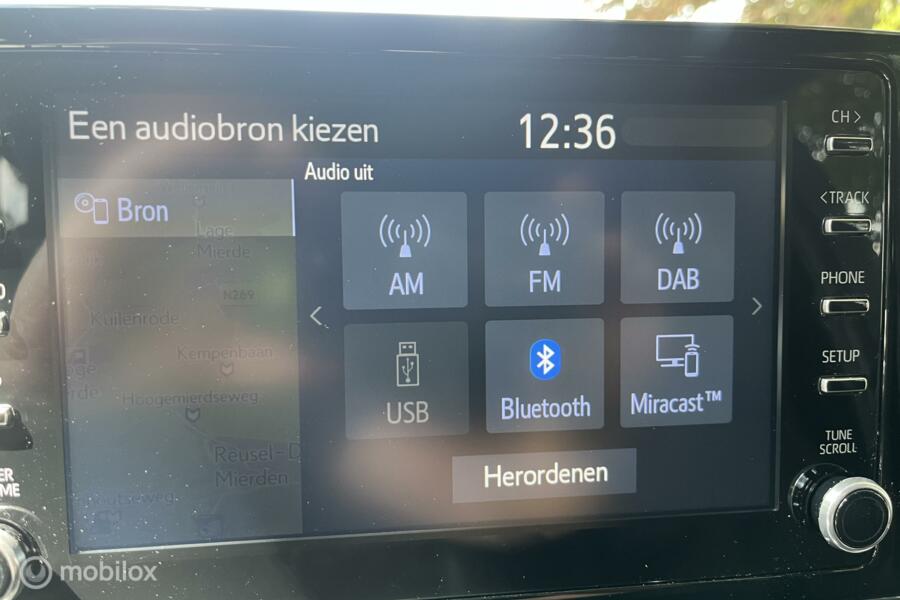 Een audiobron kiezen
12:36
CH >
Bron
Audio uit
< TRACK
AM
FM
DAB
Lage
Mierde
N269
Kuilenrode
PHONE
Kempenbaan
Hoogemierdseweg
USB
Bluetooth
Miracast™
SETUP
Reusel-D
Mierden
Herordenen
TUNE
SCROLL
mobilox